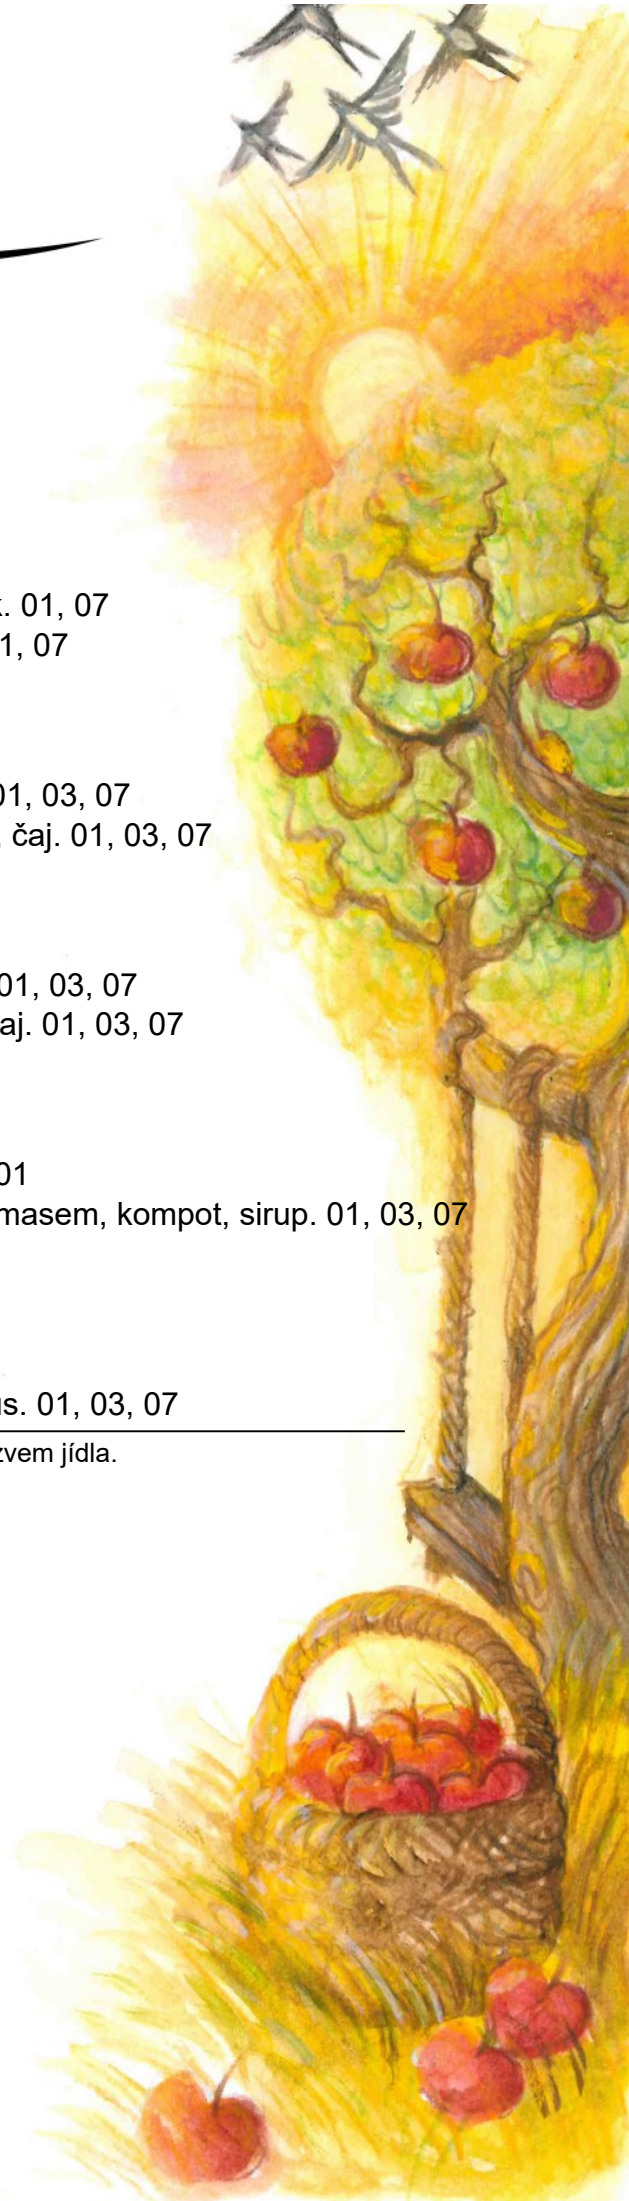 . 01, 07
1, 07
01, 03, 07
, čaj. 01, 03, 07
01, 03, 07
aj. 01, 03, 07
01
masem, kompot, sirup. 01, 03, 07
us. 01, 03, 07
zvem jídla.